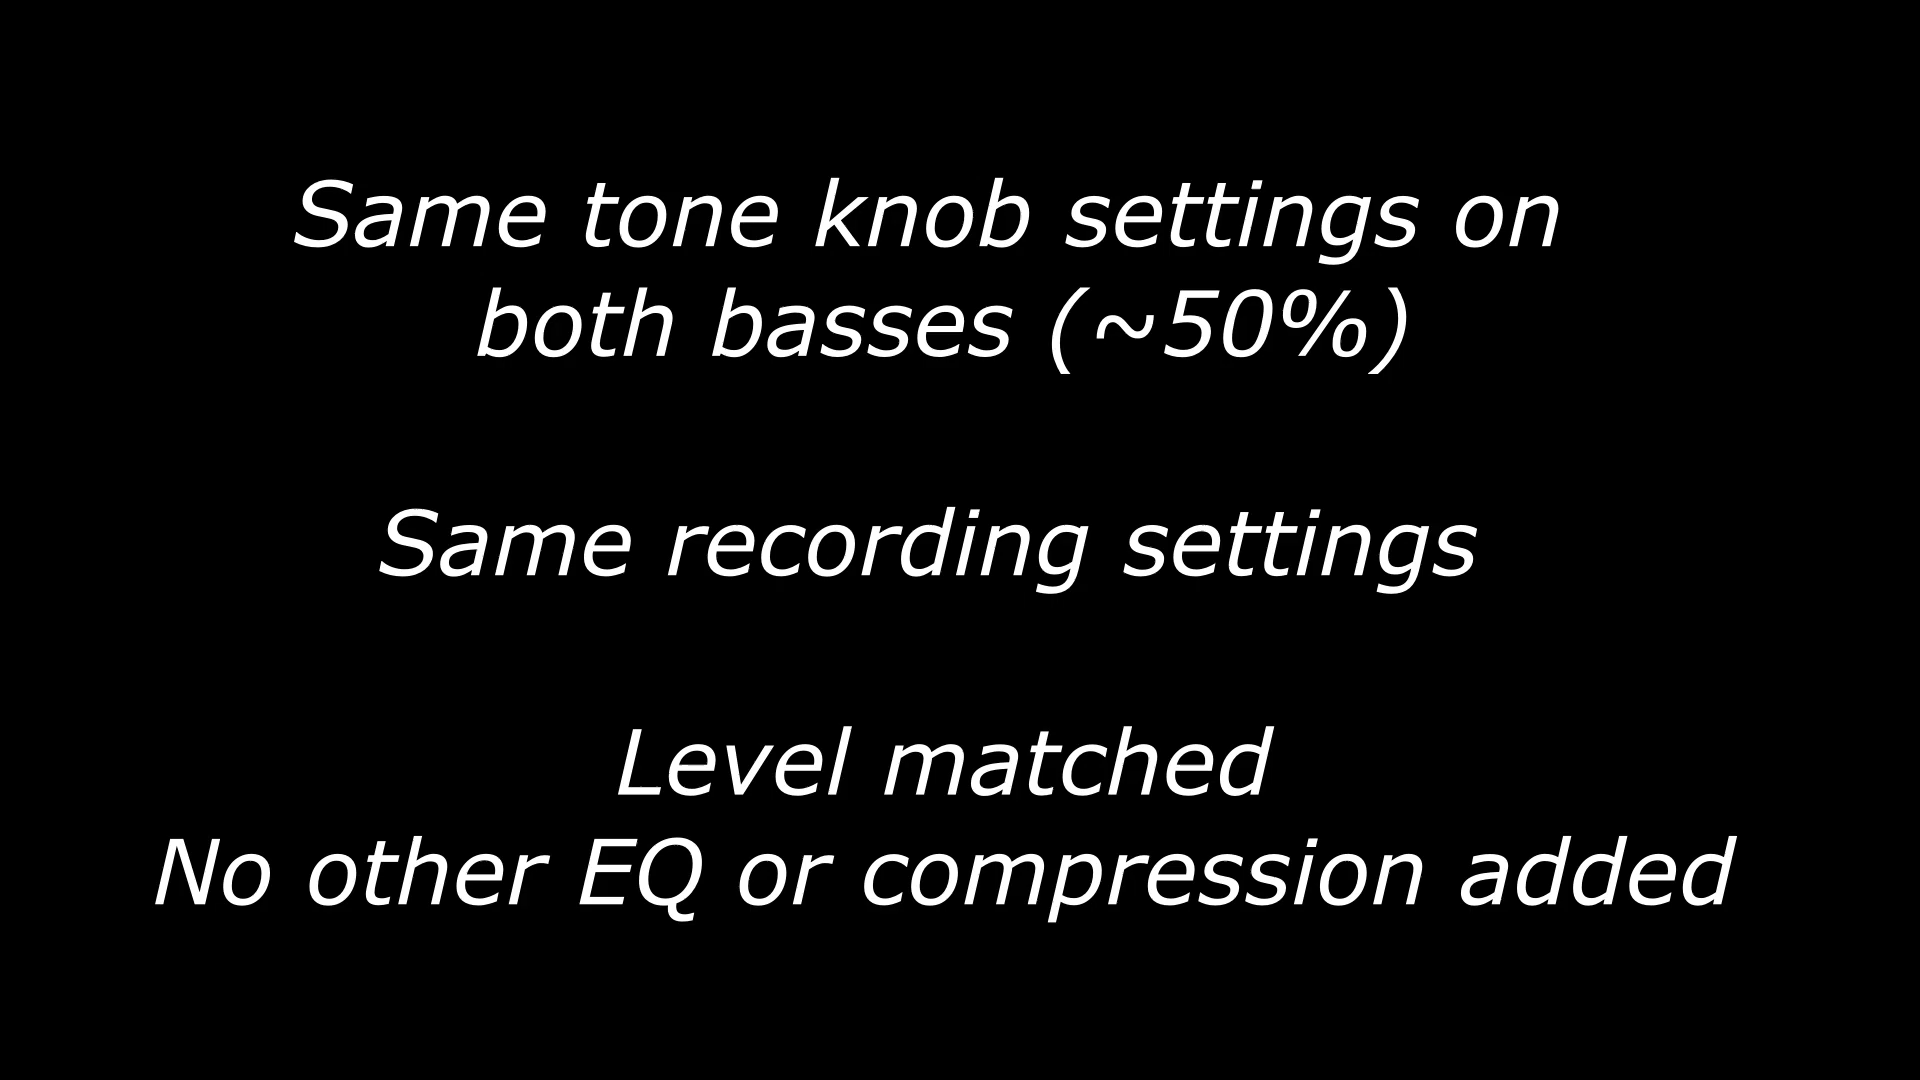 Same tone knob settings on
both basses (~50%)
Same recording settings
Level matched
No other EQ or compression added